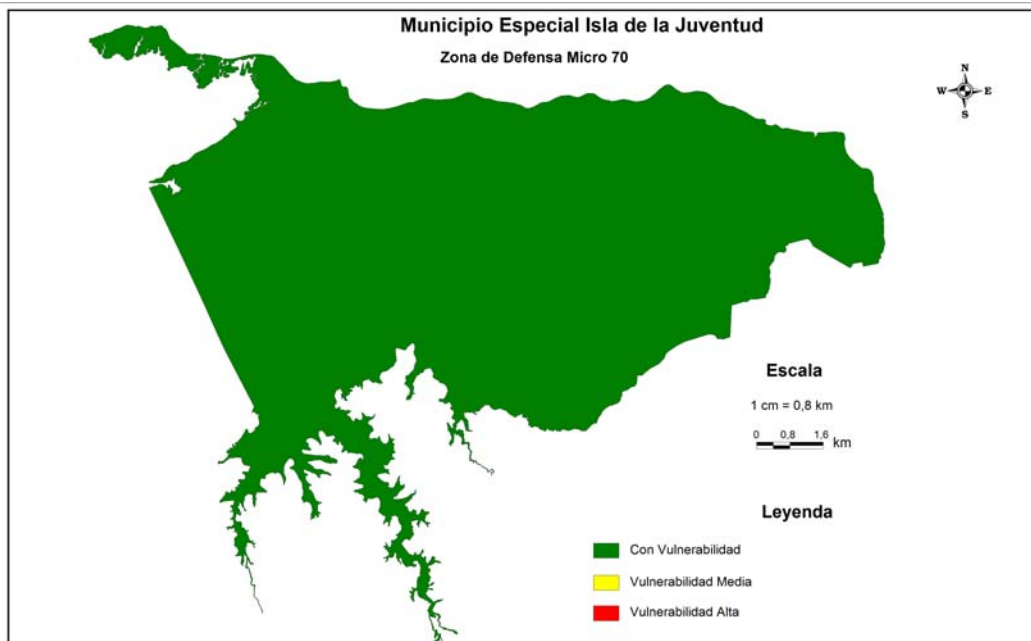 Municipio Especial Isla de la Juventud
Zona de Defensa Micro 70
N
W E
S
Escala
1 cm = 0,8 km
0 0,8 1,6 km
Leyenda
Con Vulnerabilidad
Vulnerabilidad Media
Vulnerabilidad Alta